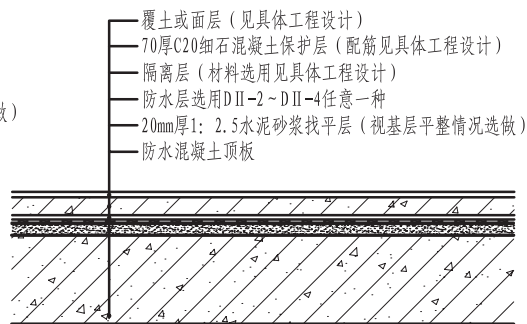 覆土或面层（见具体工程设计）
70厚C20细石混凝土保护层（配筋见具体工程设计）
隔离层（材料选用见具体工程设计）
防水层选用DⅡ-2～DⅡ-4任意一种
)
20mm厚1：2.5水泥砂浆找平层（视基层平整情况选做）
防水混凝土顶板